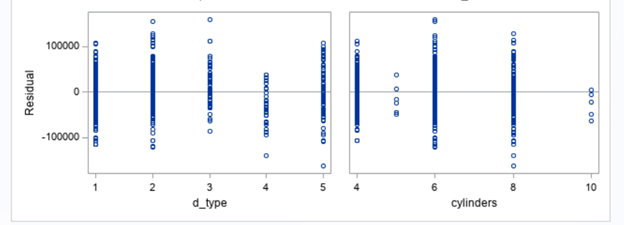 Residual
100000
0
-100000
1 2 3 4 5
d_type
4 6 8 10
cylinders